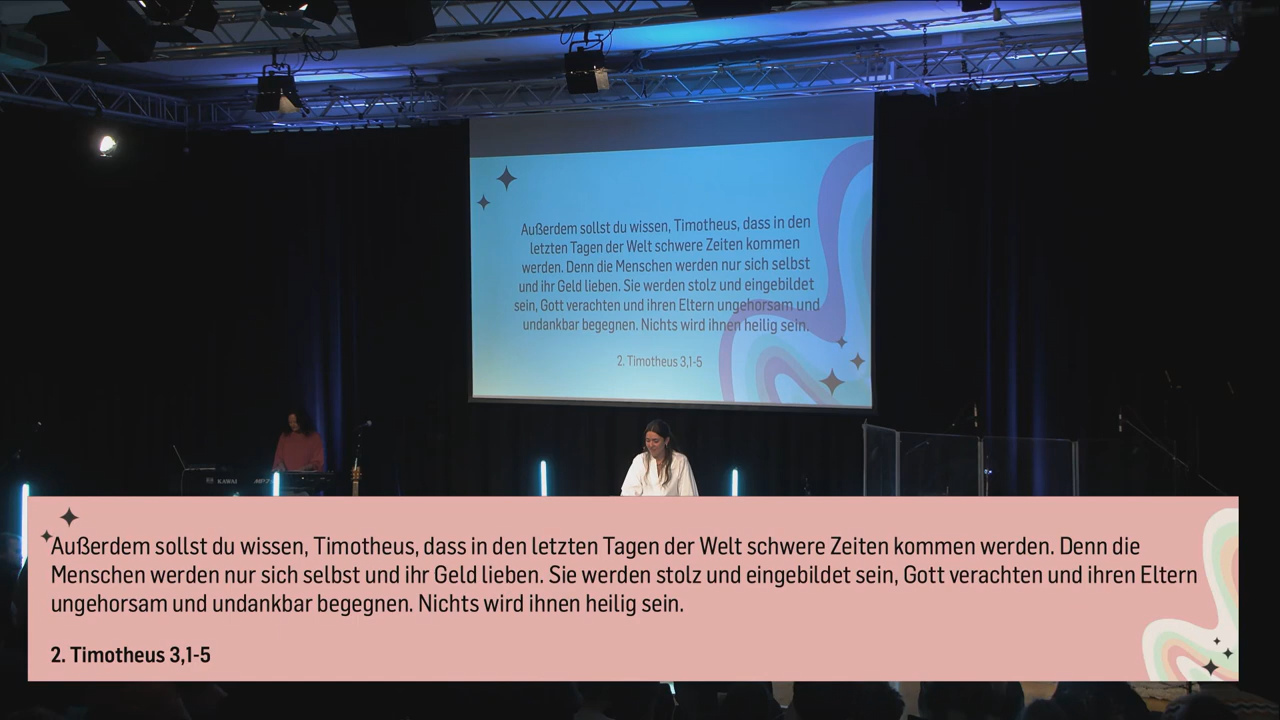 Außerdem sollst du wissen, Timotheus, dass in den
letzten Tagen der Welt schwere Zeiten kommen
werden. Denn die Menschen werden nur sich selbst
und ihr Geld lieben. Sie werden stolz und eingebildet
sein, Gott verachten und ihren Eltern ungehorsam und
undankbar begegnen. Nichts wird ihnen heilig sein.
2. Timotheus 3,1-5
KAWAI
Außerdem sollst du wissen, Timotheus, dass in den letzten Tagen der Welt schwere Zeiten kommen werden. Denn die
Menschen werden nur sich selbst und ihr Geld lieben. Sie werden stolz und eingebildet sein, Gott verachten und ihren Eltern
ungehorsam und undankbar begegnen. Nichts wird ihnen heilig sein.
2. Timotheus 3,1-5